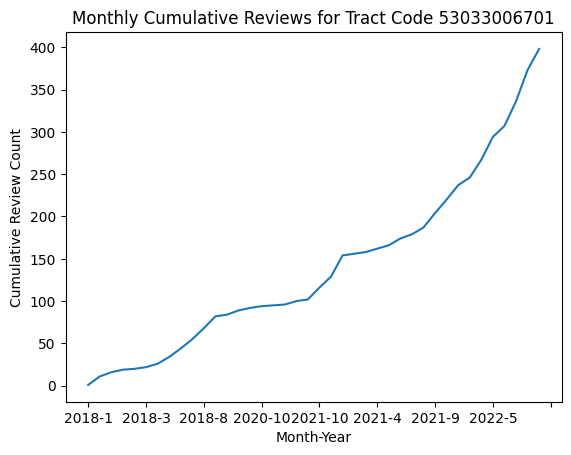 Monthly Cumulative Reviews for Tract Code 53033006701
Cumulative Review Count
400
350
300
250
200
150
100
50
0
2018-1 2018-3 2018-8 2020-10 2021-10 2021-4 2021-9 2022-5
Month-Year